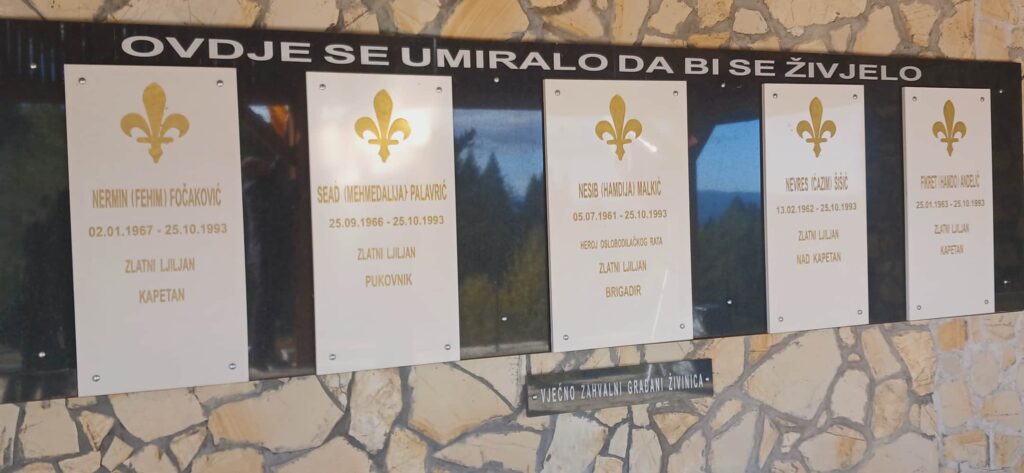 OVDJE SE UMIRALO DA BI SE ŽIVJELO
NERMIN (FEHIM) FOČAKOVIĆ
02.01.1967 - 25.10.1993
ZLATNI LJILJAN
KAPETAN
SEAD (MEHMEDALIJA) PALAVRIĆ
25.09.1966 - 25.10.1993
ZLATNI LJILJAN
PUKOVNIK
NESIB (HAMDIJA) MALKIĆ
05.07.1961 - 25.10.1993
HEROJ OSLOBODILAČKOG RATA
ZLATNI LJILJAN
BRIGADIR
NEVRES (ĆAZIM) ŠIŠIĆ
13.02.1962 - 25.10.1993
ZLATNI LJILJAN
NAD KAPETAN
FIKRET (HAMDO) ANĐELIĆ
25.01.1963 - 25.10.1993
ZLATNI LJILJAN
KAPETAN
- VJEČNO ZAHVALNI GRAĐANI ŽIVINICA -